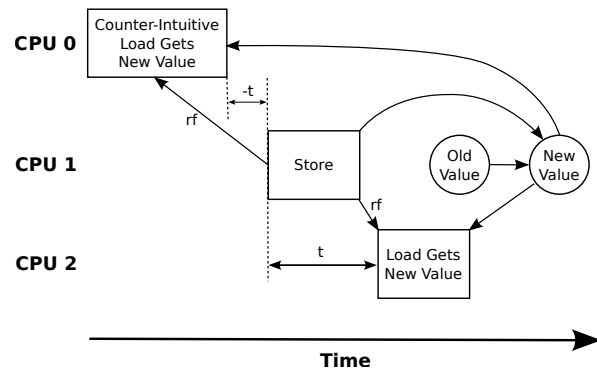 CPU 0
Counter-Intuitive
Load Gets
New Value
-t
rf
CPU 1
Store
Old
Value
New
Value
rf
CPU 2
t
Load Gets
New Value
Time